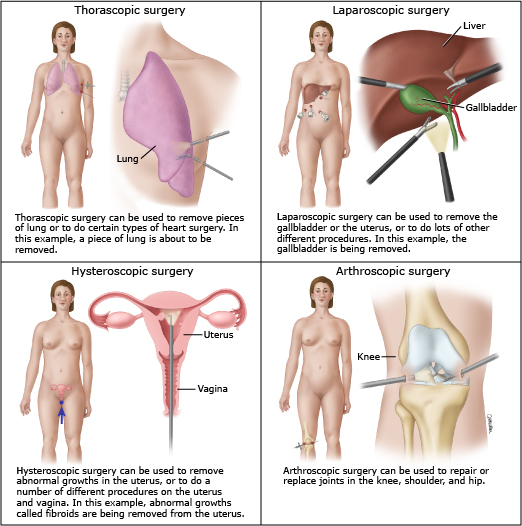 Thorascopic surgery
Lung
Thorascopic surgery can be used to remove pieces
of lung or to do certain types of heart surgery. In
this example, a piece of lung is about to be
removed.
Laparoscopic surgery
Liver
Gallbladder
Laparoscopic surgery can be used to remove the
gallbladder or the uterus, or to do lots of other
different procedures. In this example, the
gallbladder is being removed.
Hysteroscopic surgery
Uterus
Vagina
Hysteroscopic surgery can be used to remove
abnormal growths in the uterus, or to do a
number of different procedures on the uterus
and vagina. In this example, abnormal growths
called fibroids are being removed from the uterus.
Arthroscopic surgery
Knee
Arthroscopic surgery can be used to repair or
replace joints in the knee, shoulder, and hip.